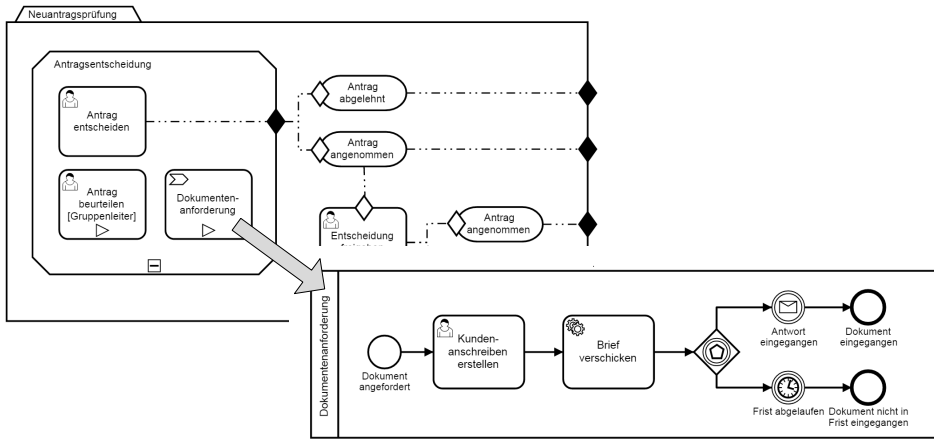 Neuantragsprüfung
Antragsentscheidung
Antrag
entscheiden
Antrag
beurteilen
[Gruppenleiter]
Dokumenten-
anforderung
Antrag
abgelehnt
Antrag
angenommen
Entscheidung
Antrag
angenommen
Dokumentenanforderung
Dokument
angefordert
Kunden-
anschreiben
erstellen
Brief
verschicken
Antwort
eingegangen
Dokument
eingegangen
Frist abgelaufen
Dokument nicht in
Frist eingegangen